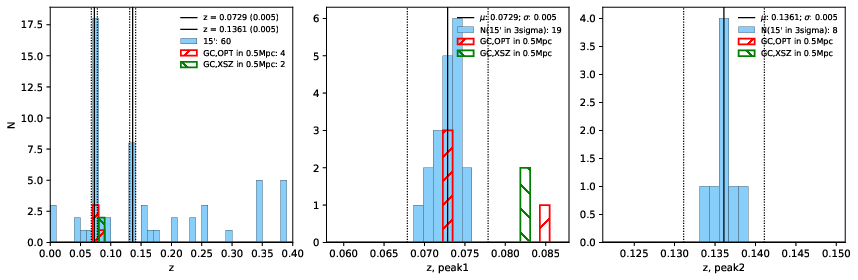 z = 0.0729 (0.005)
z = 0.1361 (0.005)
15': 60
GC,OPT in 0.5Mpc: 4
GC,XSZ in 0.5Mpc: 2
17.5
15.0
12.5
10.0
7.5
5.0
2.5
0.0
N
0.00 0.05 0.10 0.15 0.20 0.25 0.30 0.35 0.40
z
μ: 0.0729; σ: 0.005
N(15' in 3sigma): 19
GC,OPT in 0.5Mpc
GC,XSZ in 0.5Mpc
6
5
4
3
2
1
0
0.060 0.065 0.070 0.075 0.080 0.085
z, peak1
μ: 0.1361; σ: 0.005
N(15' in 3sigma): 8
GC,OPT in 0.5Mpc
GC,XSZ in 0.5Mpc
4.0
3.5
3.0
2.5
2.0
1.5
1.0
0.5
0.0
0.125 0.130 0.135 0.140 0.145 0.150
z, peak2